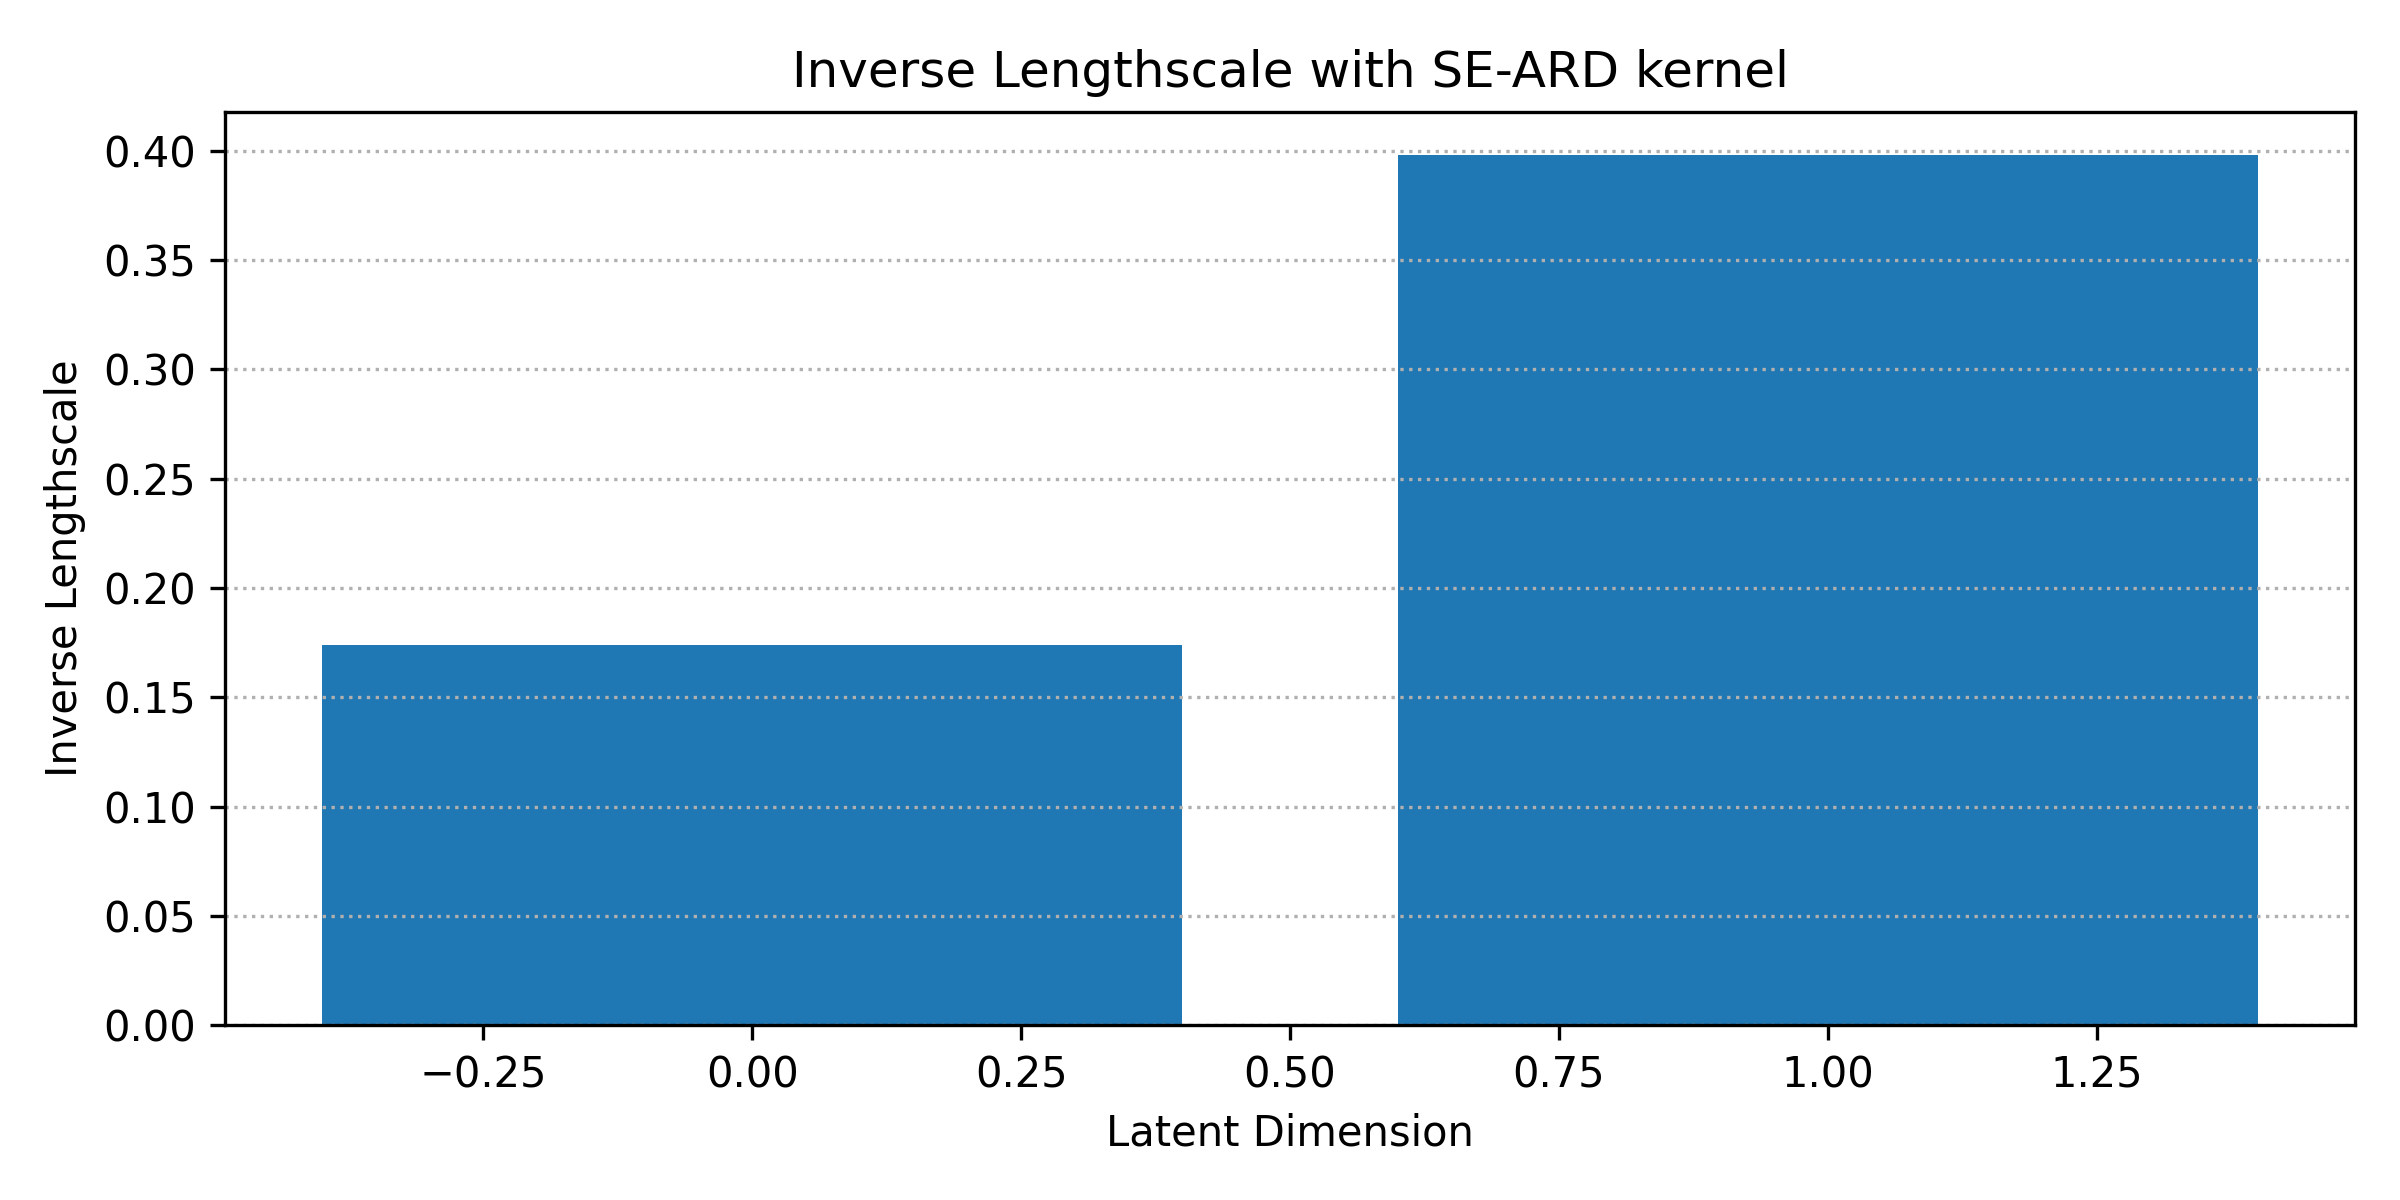 Inverse Lengthscale with SE-ARD kernel
Inverse Lengthscale
0.40
0.35
0.30
0.25
0.20
0.15
0.10
0.05
0.00
−0.25 0.00 0.25 0.50 0.75 1.00 1.25
Latent Dimension